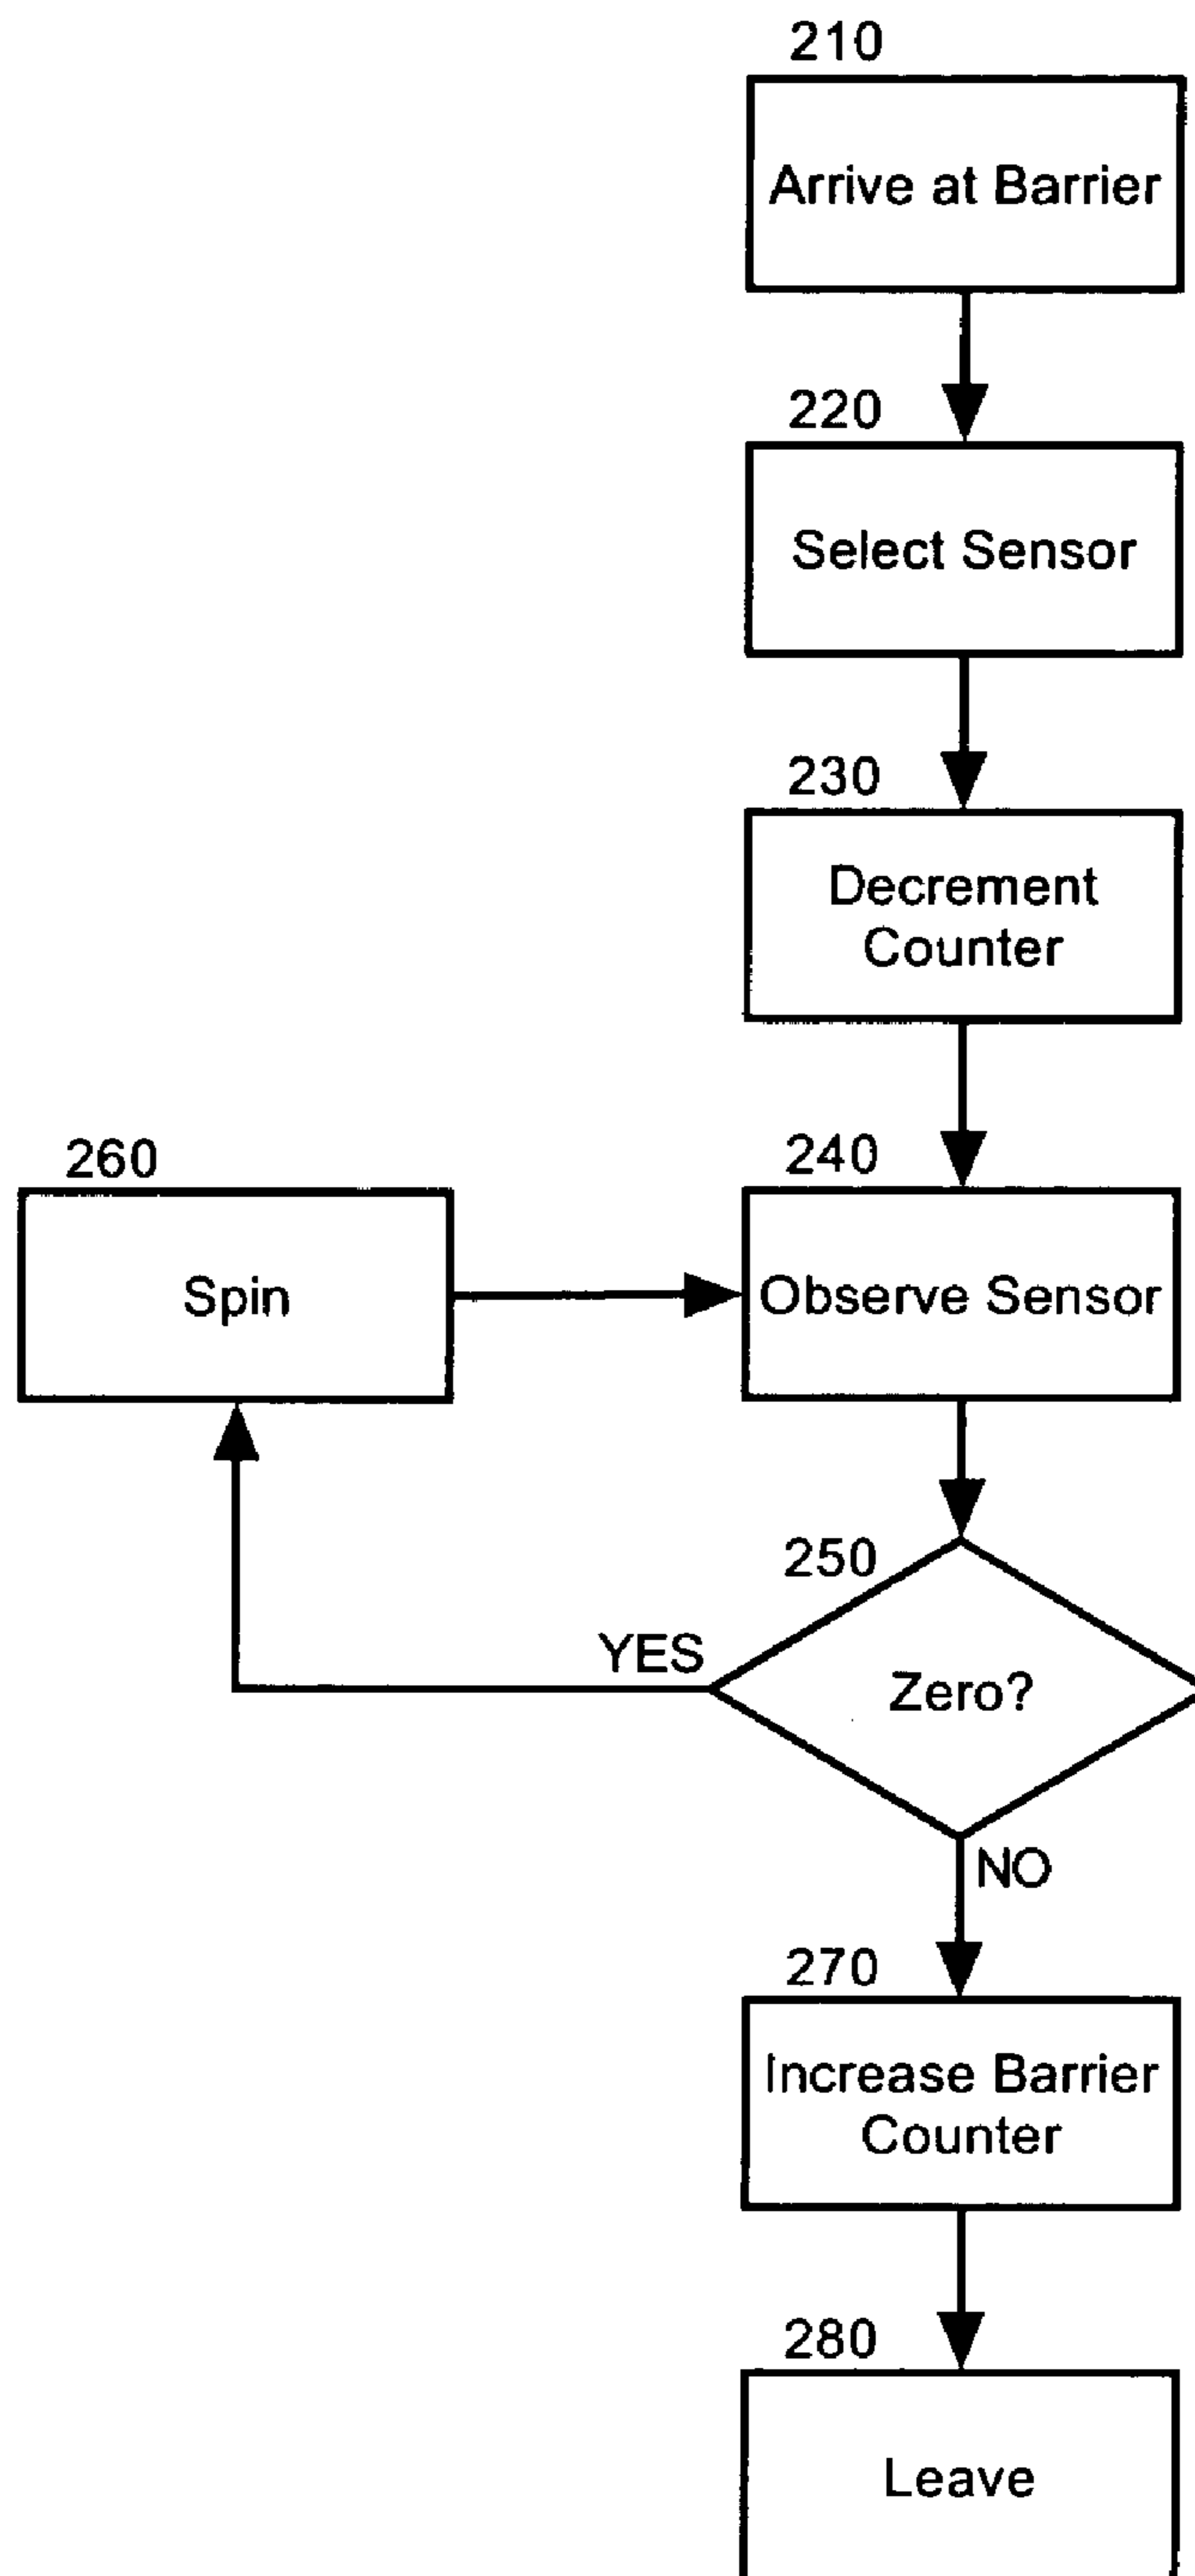 210
Arrive at Barrier
220
Select Sensor
230
Decrement
Counter
260
Spin
240
Observe Sensor
250
YES
Zero?
NO
270
Increase Barrier
Counter
280
Leave